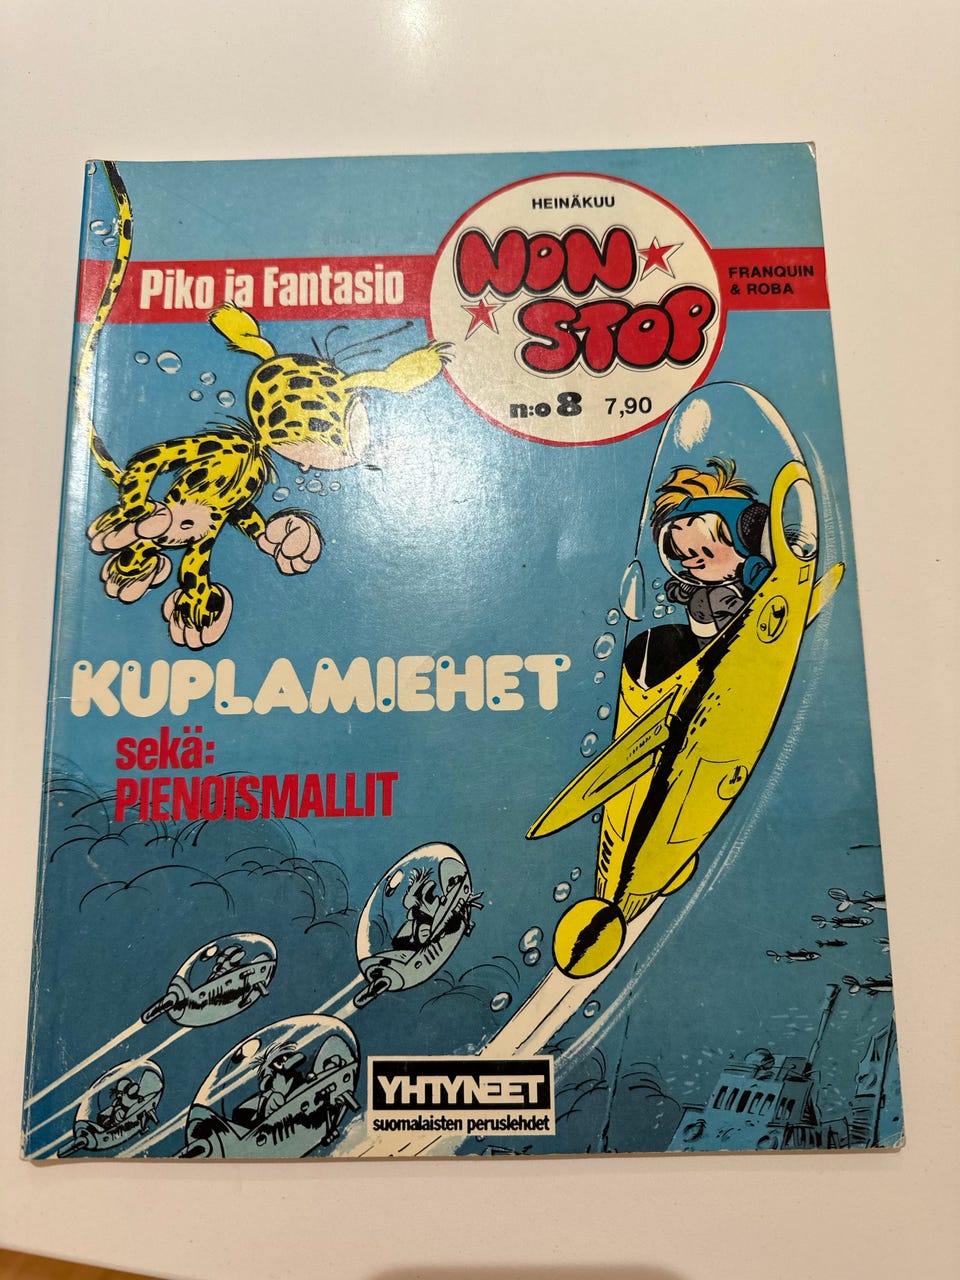 HEINÄKUU
NON
STOP
n:o 8 7,90
Piko ja Fantasio
FRANQUIN
& ROBA
KUPLAMIEHET
sekä:
PIENOISMALLIT
YHTYNEET
suomalaisten peruslehdet